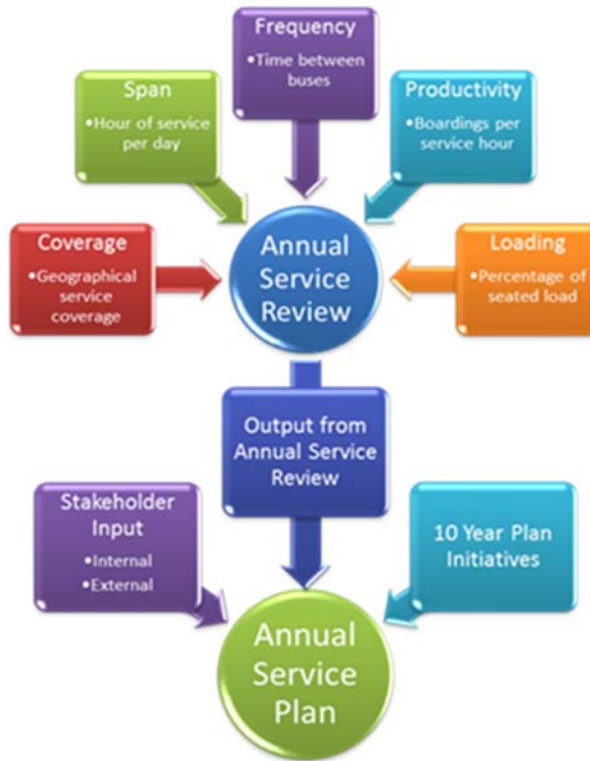 Frequency
•Time between
buses
Span
•Hour of service
per day
Productivity
•Boardings per
service hour
Coverage
•Geographical
service
coverage
Annual
Service
Review
Loading
•Percentage of
seated load
Output from
Annual Service
Review
Stakeholder
Input
•Internal
•External
10 Year Plan
Initiatives
Annual
Service
Plan